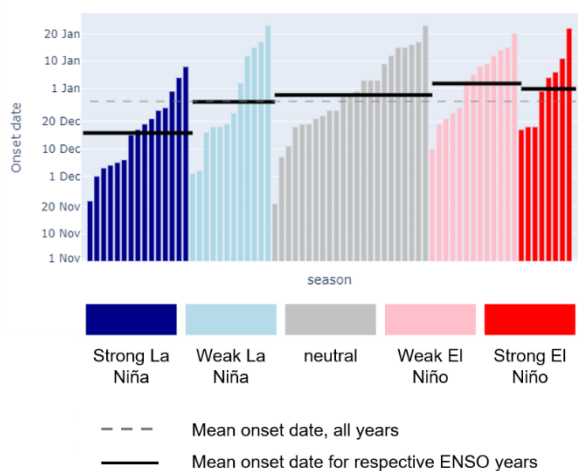 20 Jan
10 Jan
1 Jan
20 Dec
10 Dec
1 Dec
20 Nov
10 Nov
1 Nov
Onset date
season
Strong La
Niña
Weak La
Niña
neutral
Weak El
Niño
Strong El
Niño
Mean onset date, all years
Mean onset date for respective ENSO years